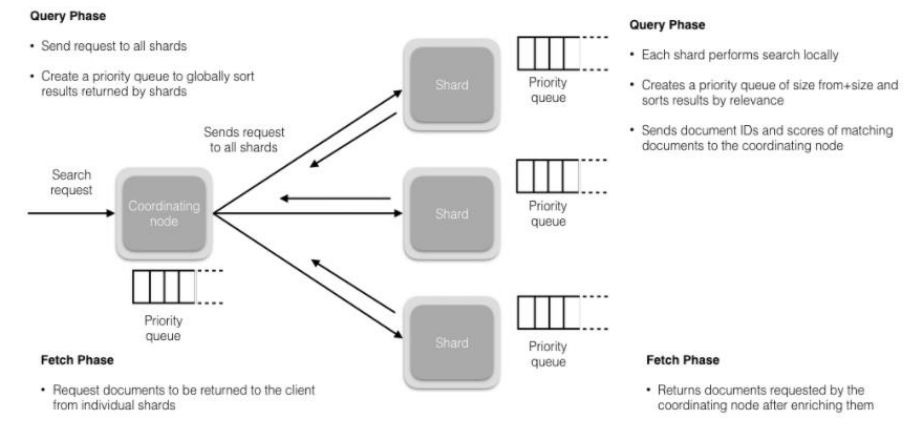 Query Phase
• Send request to all shards
• Create a priority queue to globally sort
results returned by shards
Sends request
to all shards
Search
request
Coordinating
node
Priority
queue
Fetch Phase
• Request documents to be returned to the client
from individual shards
Shard
Priority
queue
Shard
Priority
queue
Shard
Priority
queue
Query Phase
• Each shard performs search locally
• Creates a priority queue of size from+size and
sorts results by relevance
• Sends document IDs and scores of matching
documents to the coordinating node
Fetch Phase
• Returns documents requested by the
coordinating node after enriching them